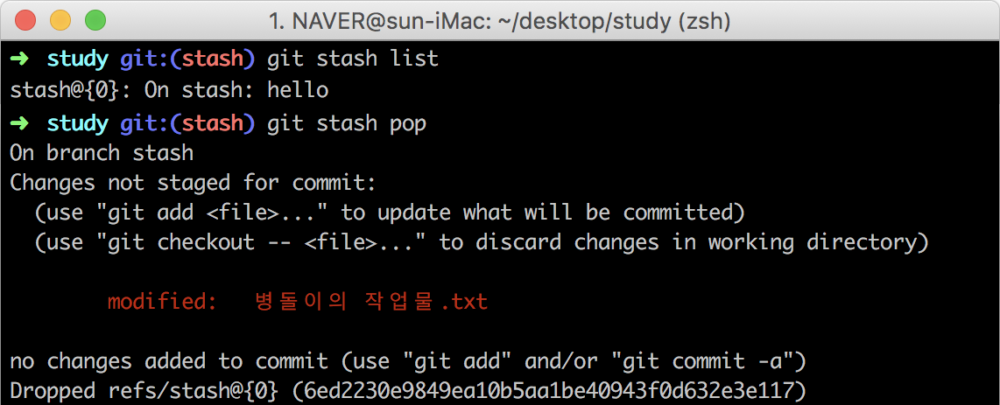 1. NAVER@sun-iMac: ~/desktop/study (zsh)
➜ study git:(stash) git stash list
stash@{0}: On stash: hello
➜ study git:(stash) git stash pop
On branch stash
Changes not staged for commit:
(use "git add <file>..." to update what will be committed)
(use "git checkout -- <file>..." to discard changes in working directory)
modified: 병돌이의 작업물.txt
no changes added to commit (use "git add" and/or "git commit -a")
Dropped refs/stash@{0} (6ed2230e9849ea10b5aa1be40943f0d632e3e117)